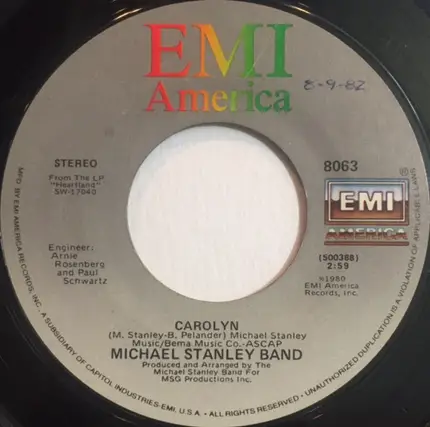 EMI
America
8-9-82
STEREO
From The LP
"Heartland"
SW-17040
8063
®
EMI
AMERICA
(S00388)
2:59
℗1980
EMI America
Records, Inc.
Engineer:
Arnie
Rosenberg
and Paul
Schwartz
CAROLYN
(M. Stanley-B. Pelander) Michael Stanley
Music/Bema Music Co.-ASCAP
MICHAEL STANLEY BAND
Produced and Arranged by The
Michael Stanley Band For
MSG Productions Inc.
MFD. BY EMI AMERICA RECORDS, INC., A SUBSIDIARY OF CAPITOL INDUSTRIES-EMI, U.S.A. • ALL RIGHTS RESERVED • UNAUTHORIZED DUPLICATION IS A VIOLATION OF APPLICABLE LAWS